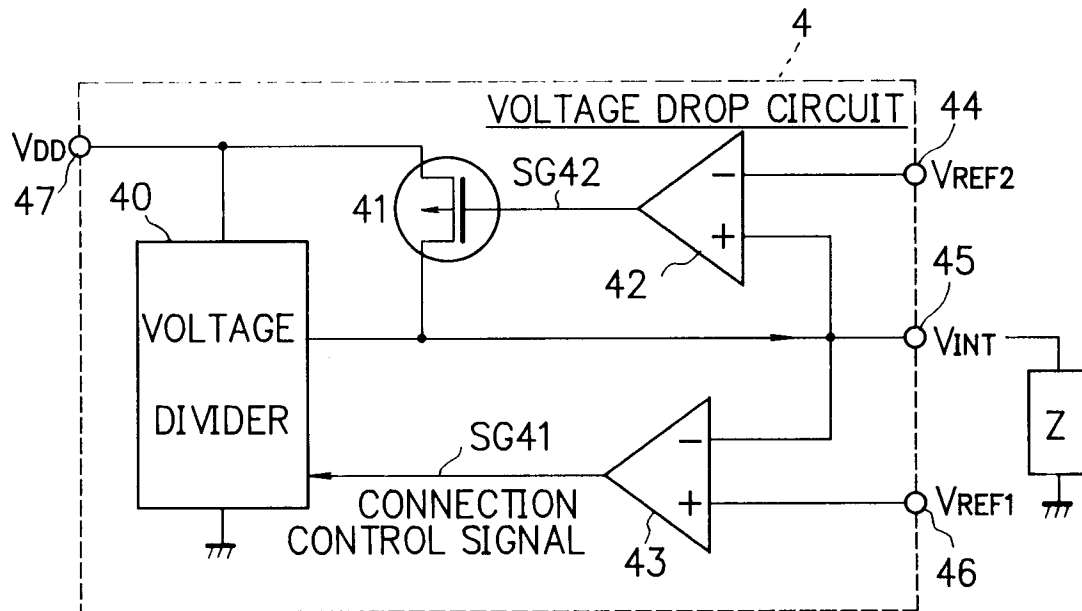 4
VOLTAGE DROP CIRCUIT
44
VDD
47
40
41
SG42
−
+
42
VREF2
45
VOLTAGE
DIVIDER
VINT
Z
SG41
CONNECTION
CONTROL SIGNAL
−
+
43
VREF1
46